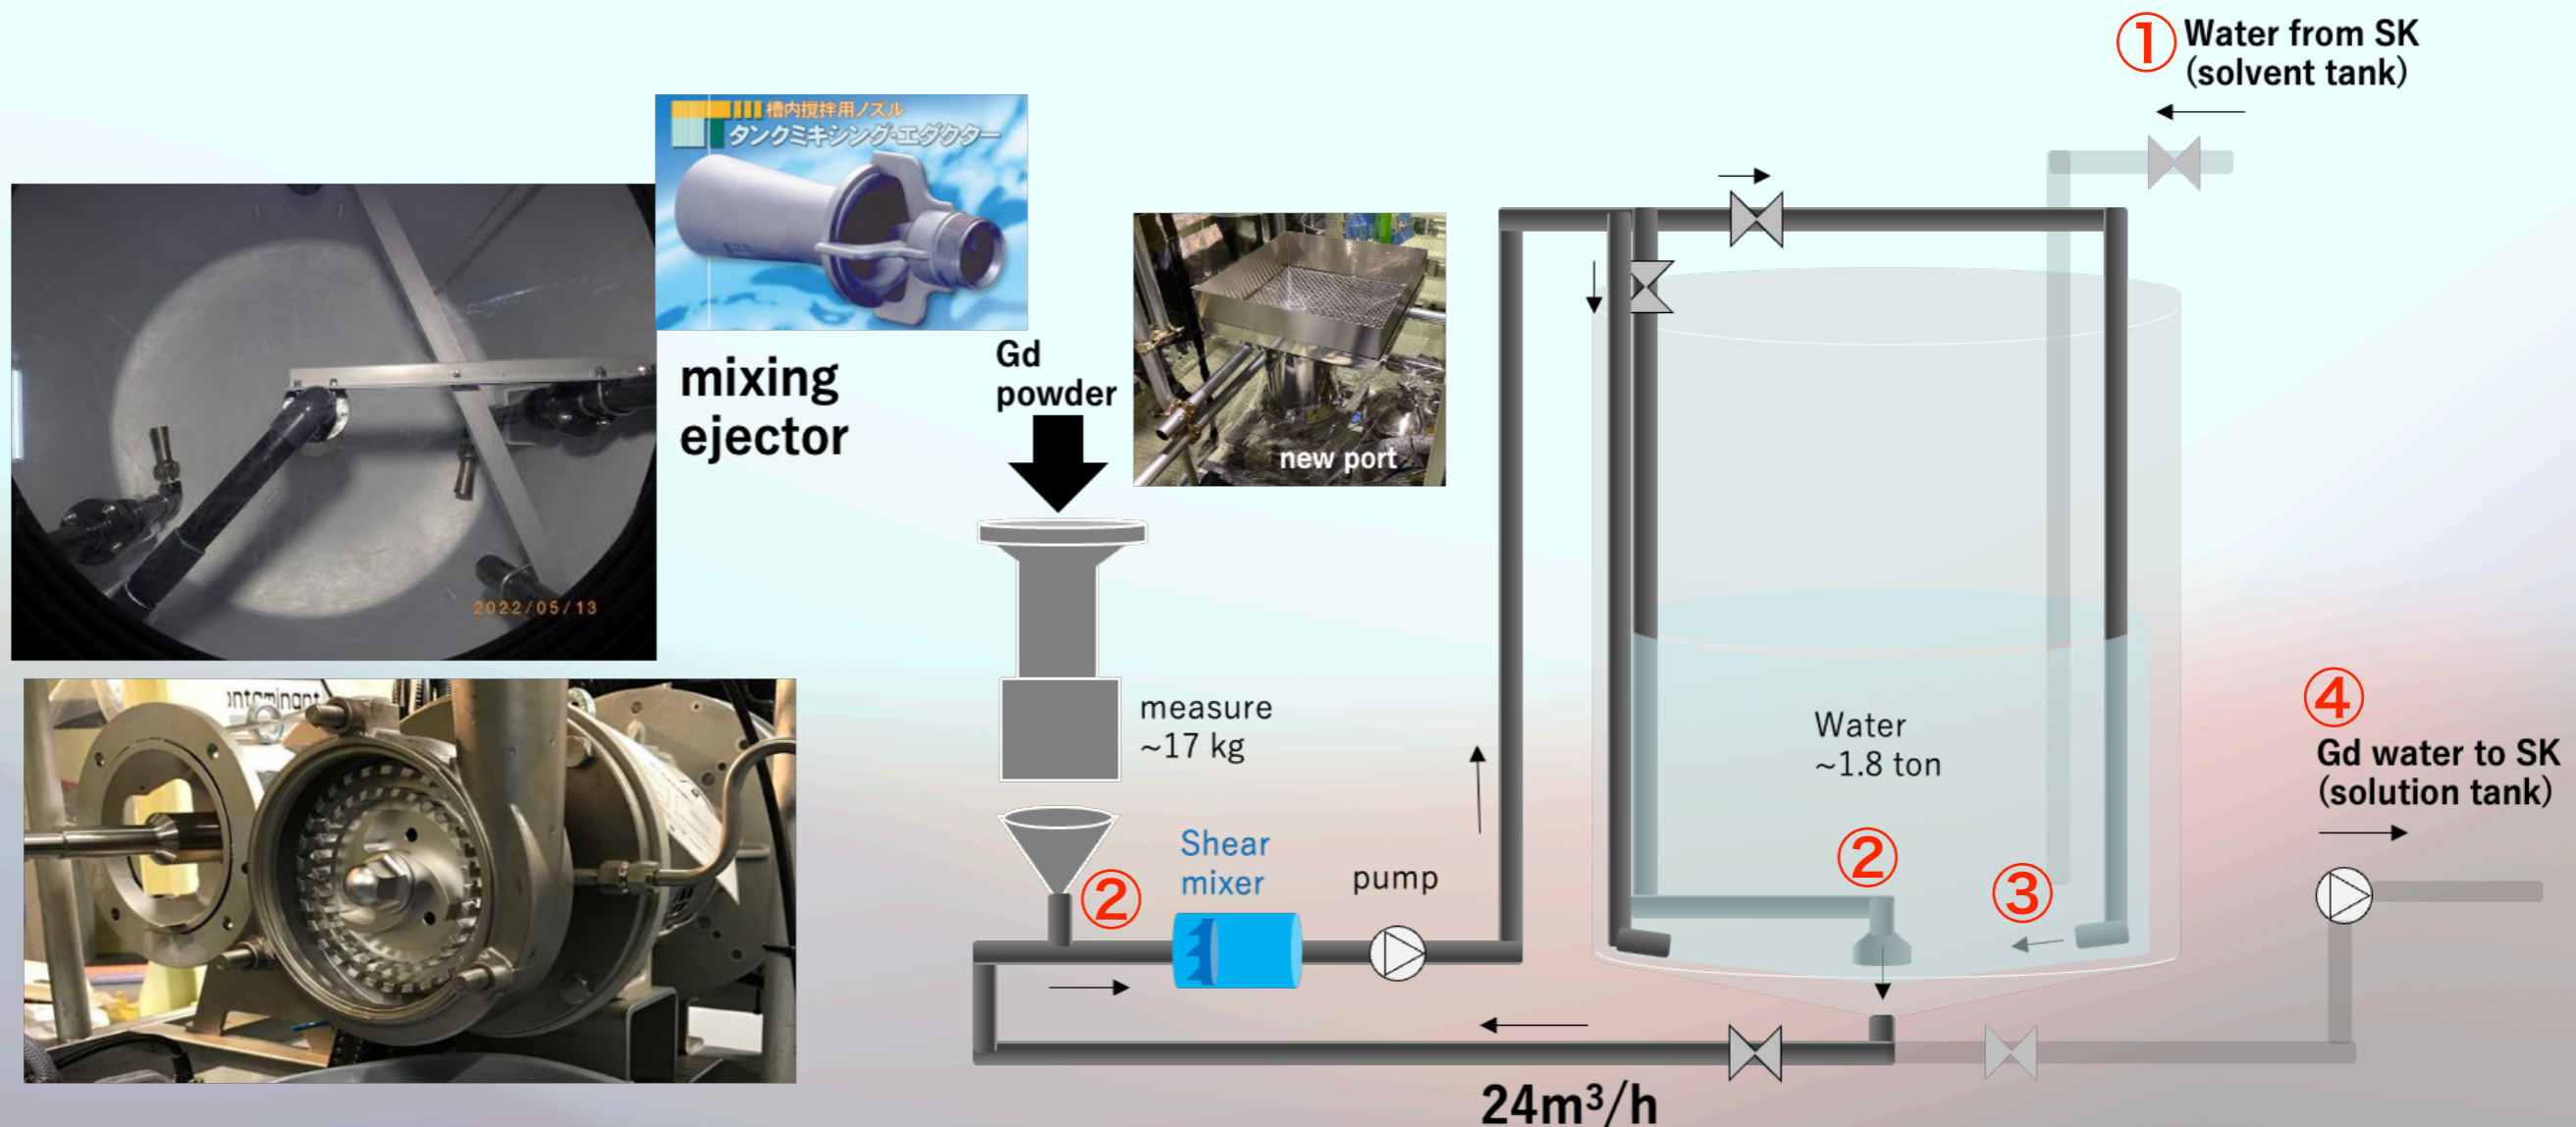 ① Water from SK
(solvent tank)
槽内撹拌用ノズル
タンクミキシング・エダクター
mixing
ejector
2022/05/13
Gd
powder
new port
measure
~17 kg
Shear
mixer
pump
②
Water
~1.8 ton
②
③
④
Gd water to SK
(solution tank)
24m³/h
ontaminant